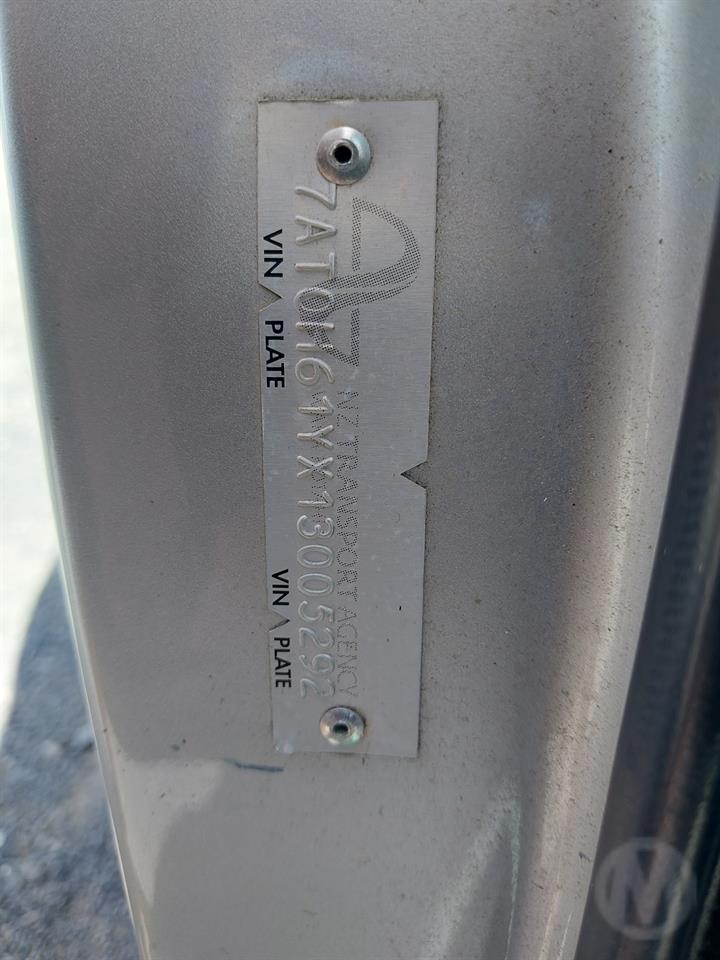 7AT0H61YX13005292
VIN PLATE VIN PLATE
NZ TRANSPORT AGENCY
M